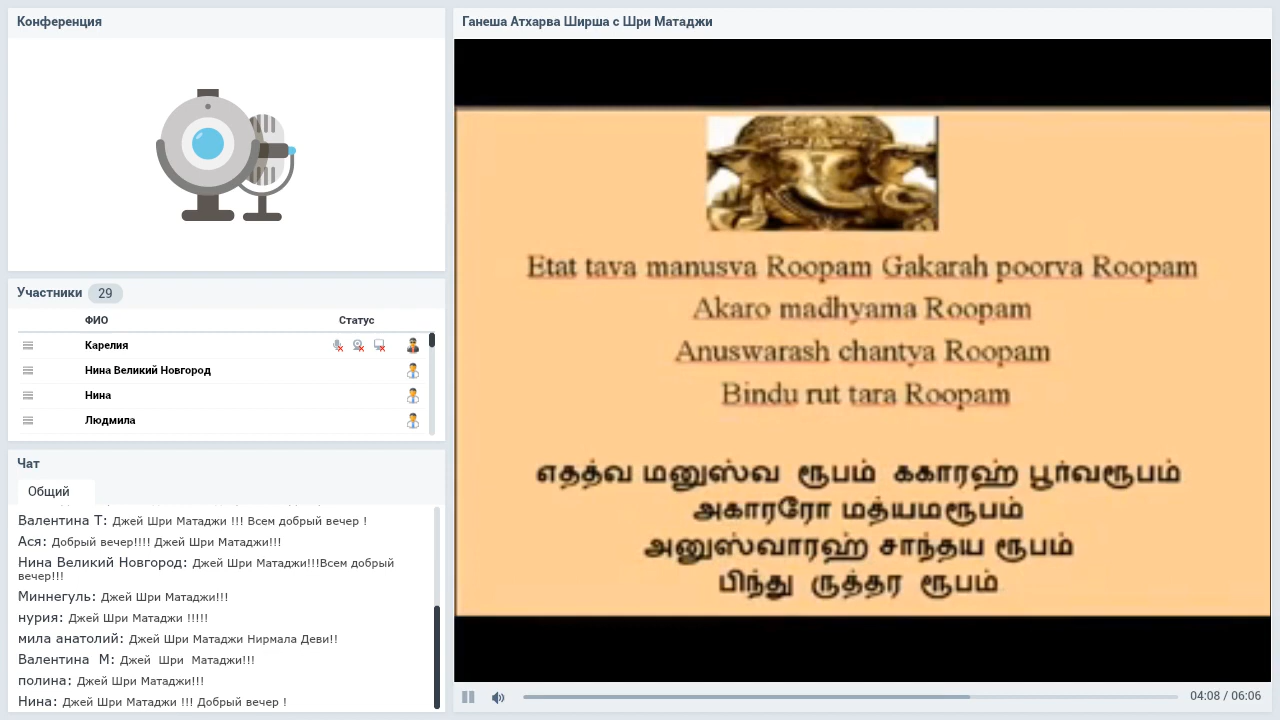 Конференция
Участники 29
ФИО Статус
Карелия
Нина Великий Новгород
Нина
Людмила
Чат
Общий
Валентина Т: Джей Шри Матаджи !!! Всем добрый вечер !
Ася: Добрый вечер!!!! Джей Шри Матаджи!!!
Нина Великий Новгород: Джей Шри Матаджи!!!Всем добрый
вечер!!!
Миннегуль: Джей Шри Матаджи!!!
нурия: Джей Шри Матаджи !!!!!
мила анатолий: Джей Шри Матаджи Нирмала Деви!!
Валентина М: Джей Шри Матаджи!!!
полина: Джей Шри Матаджи!!!
Нина: Джей Шри Матаджи !!! Добрый вечер !
Ганеша Атхарва Ширша с Шри Матаджи
Etat tava manusva Roopam Gakarah poorva Roopam
Akaro madhyama Roopam
Anuswarash chantya Roopam
Bindu rut tara Roopam
எதத்வ மனுஸ்வ ரூபம் ககாரஹ் பூர்வரூபம்
அகாரரோ மத்யமரூபம்
அனுஸ்வாரஹ் சாந்தய ரூபம்
பிந்து ருத்தர ரூபம்
04:08 / 06:06